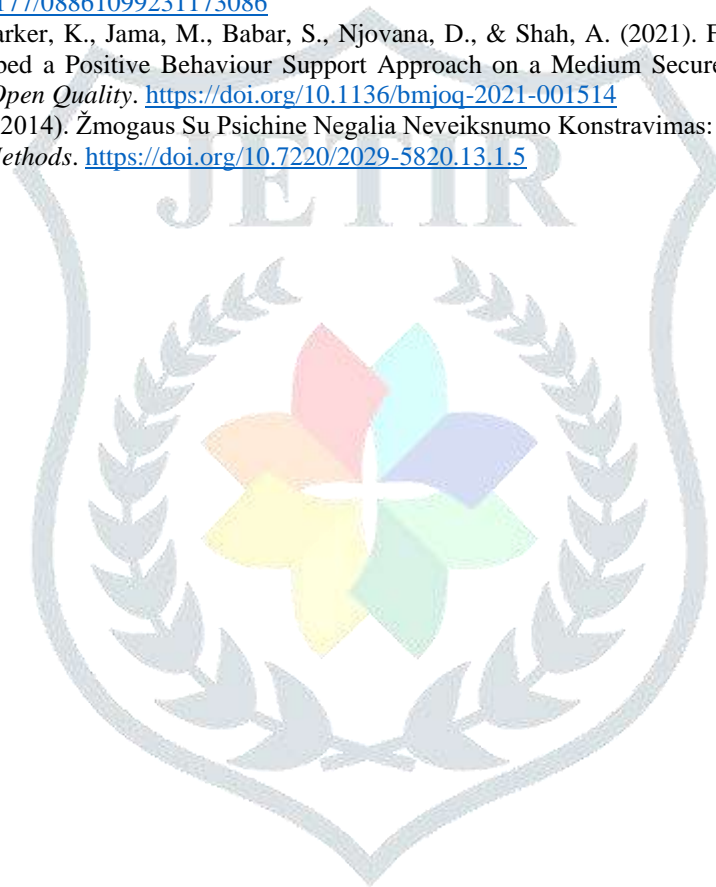 177/08861099231173086
arker, K., Jama, M., Babar, S., Njovana, D., & Shah, A. (2021). F
bed a Positive Behaviour Support Approach on a Medium Secure
Open Quality. https://doi.org/10.1136/bmjoq-2021-001514
2014). Žmogaus Su Psichine Negalia Neveiksnumo Konstravimas:
Methods. https://doi.org/10.7220/2029-5820.13.1.5
JETIR